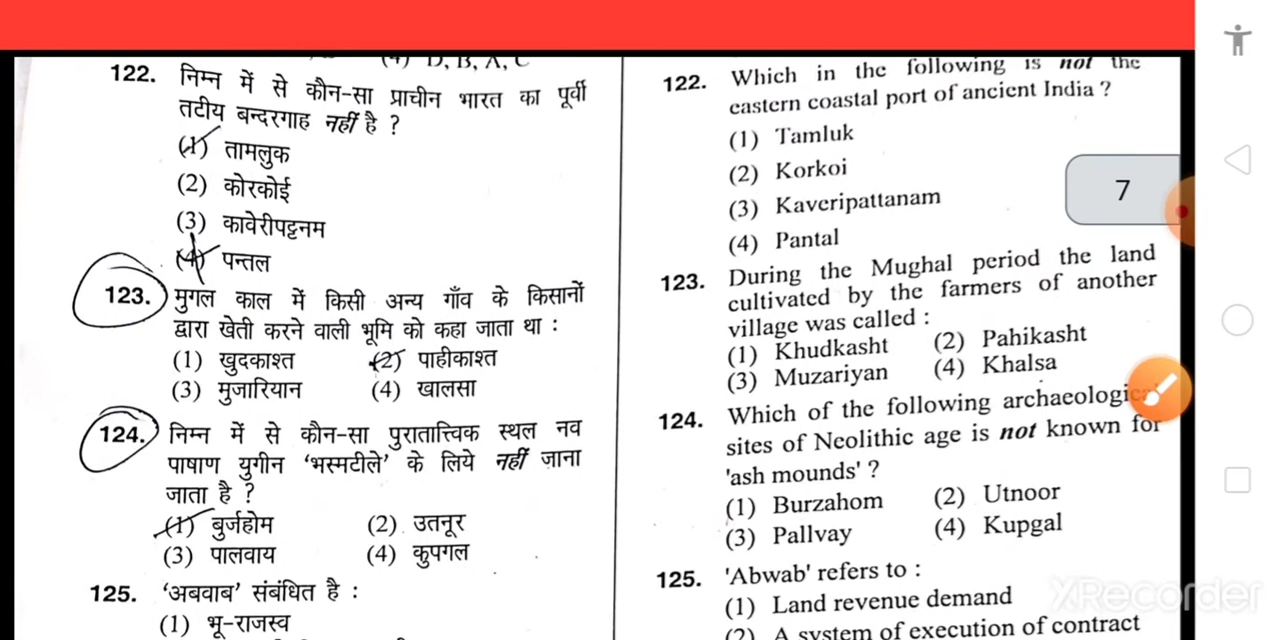 (4) D, B, A, C
122. निम्न में से कौन-सा प्राचीन भारत का पूर्वी
तटीय बन्दरगाह नहीं है ?
(1) तामलुक
(2) कोरकोई
(3) कावेरीपट्टनम
(4) पन्तल
123. मुगल काल में किसी अन्य गाँव के किसानों
द्वारा खेती करने वाली भूमि को कहा जाता था :
(1) खुदकाश्त (2) पाहीकाश्त
(3) मुजारियान (4) खालसा
124. निम्न में से कौन-सा पुरातात्त्विक स्थल नव
पाषाण युगीन ‘भस्मटीले’ के लिये नहीं जाना
जाता है ?
(1) बुर्जहोम (2) उतनूर
(3) पालवाय (4) कुपगल
125. ‘अबवाब’ संबंधित है :
(1) भू-राजस्व
122. Which in the following is not the
eastern coastal port of ancient India ?
(1) Tamluk
(2) Korkoi
(3) Kaveripattanam
(4) Pantal
7
123. During the Mughal period the land
cultivated by the farmers of another
village was called :
(1) Khudkasht (2) Pahikasht
(3) Muzariyan (4) Khalsa
124. Which of the following archaeological
sites of Neolithic age is not known for
'ash mounds' ?
(1) Burzahom (2) Utnoor
(3) Pallvay (4) Kupgal
125. 'Abwab' refers to :
(1) Land revenue demand
(2) A system of execution of contract
XRecorder